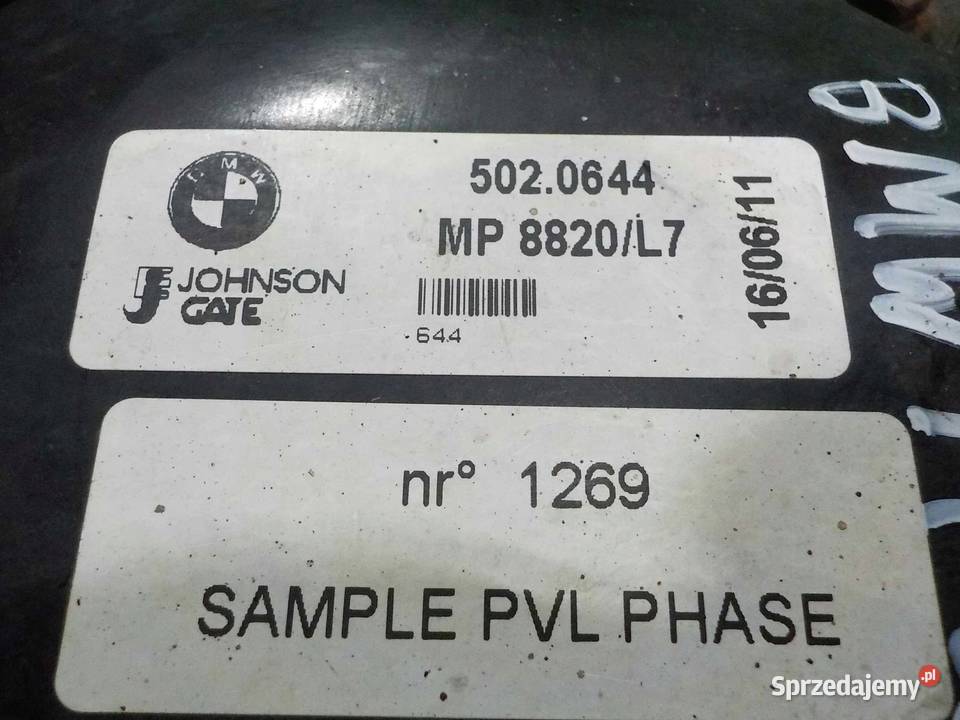 BMW
502.0644
MP 8820/L7
16/06/11
JOHNSON
GATE
644
nr° 1269
SAMPLE PVL PHASE
BMW
Sprzedajemy.pl